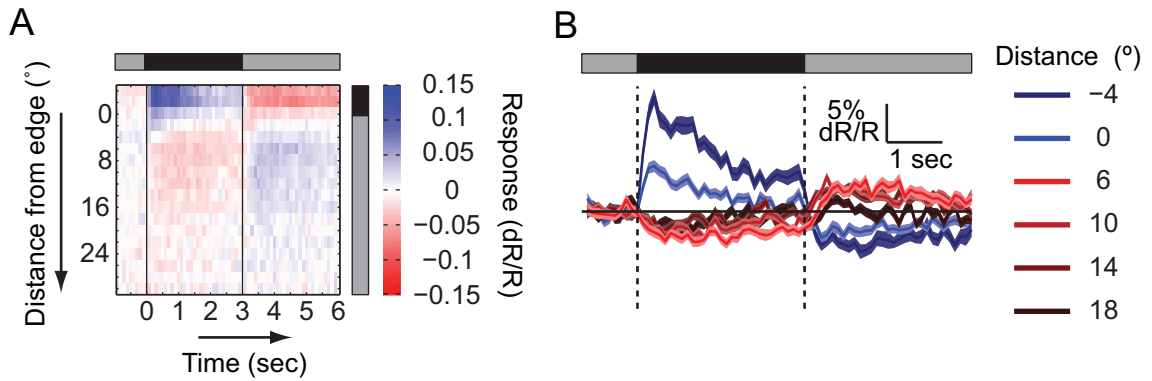 A
Distance from edge (°)
0
8
16
24
0 1 2 3 4 5 6
Time (sec)
0.15
0.1
0.05
0
−0.05
−0.1
−0.15
Response (dR/R)
B
5%
dR/R
1 sec
Distance (º)
−4
0
6
10
14
18